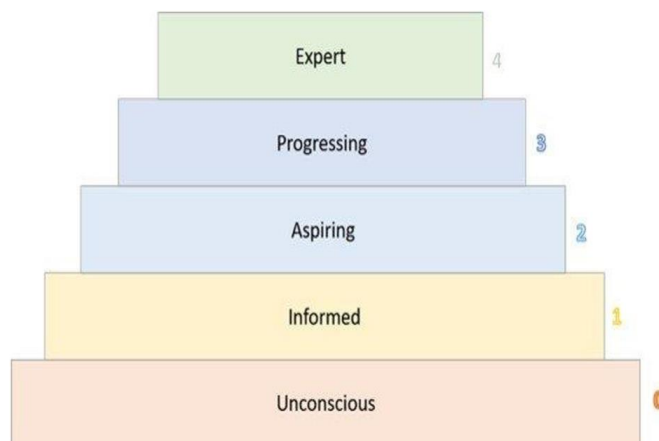 Expert 4
Progressing 3
Aspiring 2
Informed 1
Unconscious